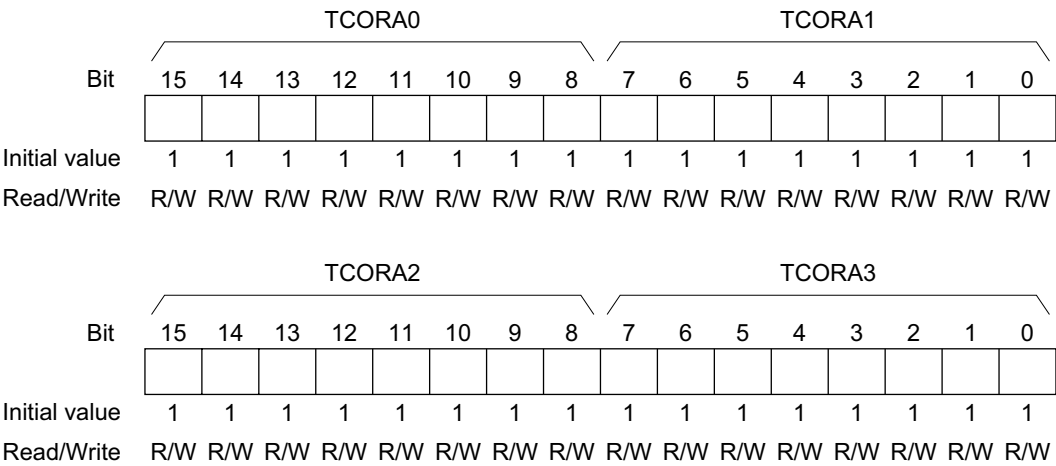 TCORA0 TCORA1
Bit 15 14 13 12 11 10 9 8 7 6 5 4 3 2 1 0
Initial value 1 1 1 1 1 1 1 1 1 1 1 1 1 1 1 1
Read/Write R/W R/W R/W R/W R/W R/W R/W R/W R/W R/W R/W R/W R/W R/W R/W R/W
TCORA2 TCORA3
Bit 15 14 13 12 11 10 9 8 7 6 5 4 3 2 1 0
Initial value 1 1 1 1 1 1 1 1 1 1 1 1 1 1 1 1
Read/Write R/W R/W R/W R/W R/W R/W R/W R/W R/W R/W R/W R/W R/W R/W R/W R/W